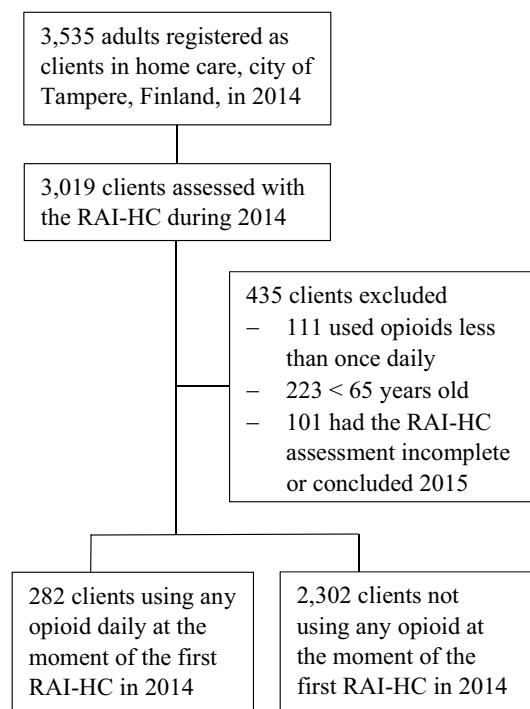 3,535 adults registered as
clients in home care, city of
Tampere, Finland, in 2014
3,019 clients assessed with
the RAI-HC during 2014
435 clients excluded
– 111 used opioids less
than once daily
– 223 < 65 years old
– 101 had the RAI-HC
assessment incomplete
or concluded 2015
282 clients using any
opioid daily at the
moment of the first
RAI-HC in 2014
2,302 clients not
using any opioid at
the moment of the
first RAI-HC in 2014